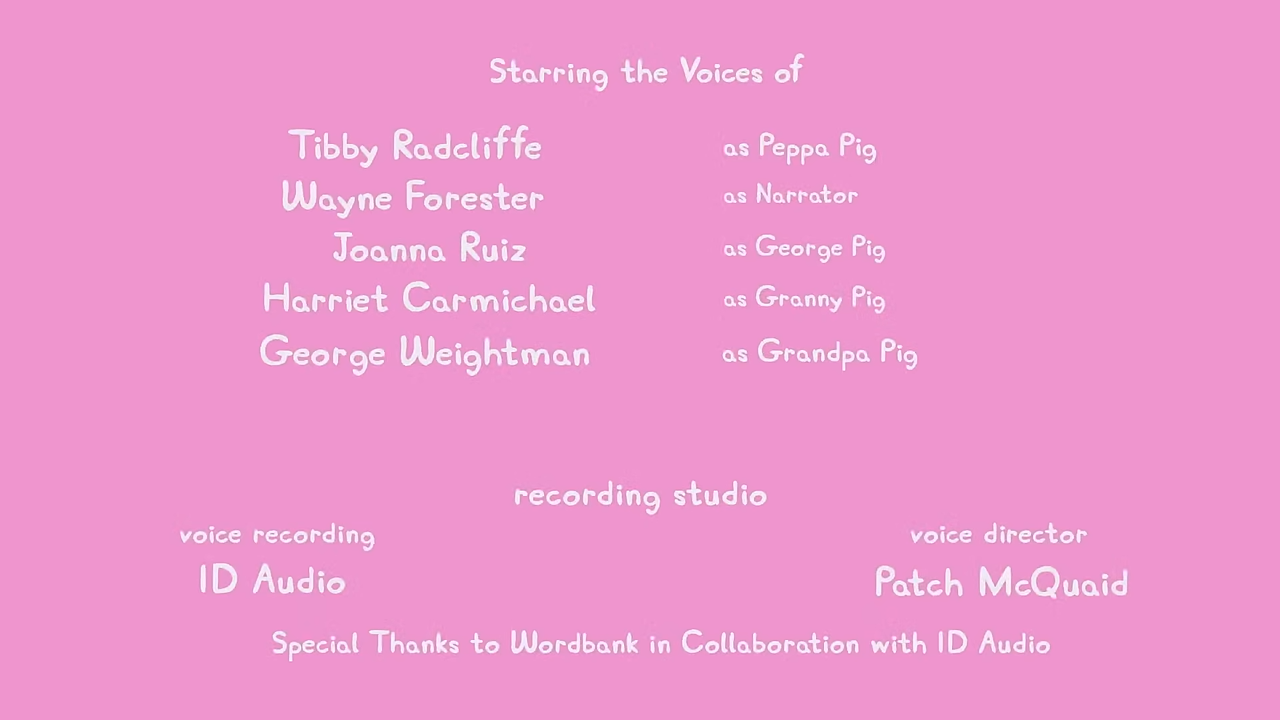 Starring the Voices of
Tibby Radcliffe as Peppa Pig
Wayne Forester as Narrator
Joanna Ruiz as George Pig
Harriet Carmichael as Granny Pig
George Weightman as Grandpa Pig
recording studio
voice recording voice director
ID Audio Patch McQuaid
Special Thanks to Wordbank in Collaboration with ID Audio